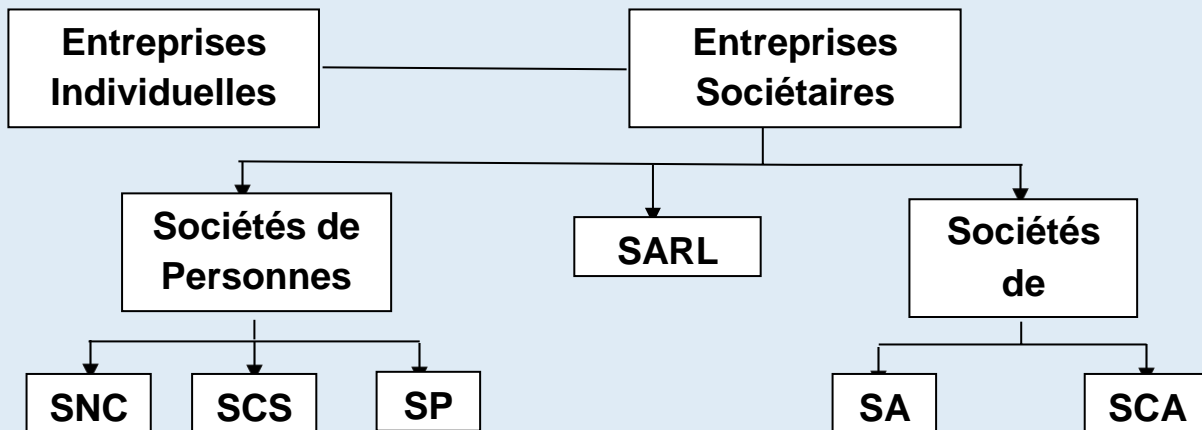 Entreprises
Individuelles
Entreprises
Sociétaires
Sociétés de
Personnes
SARL
Sociétés
de
SNC
SCS
SP
SA
SCA